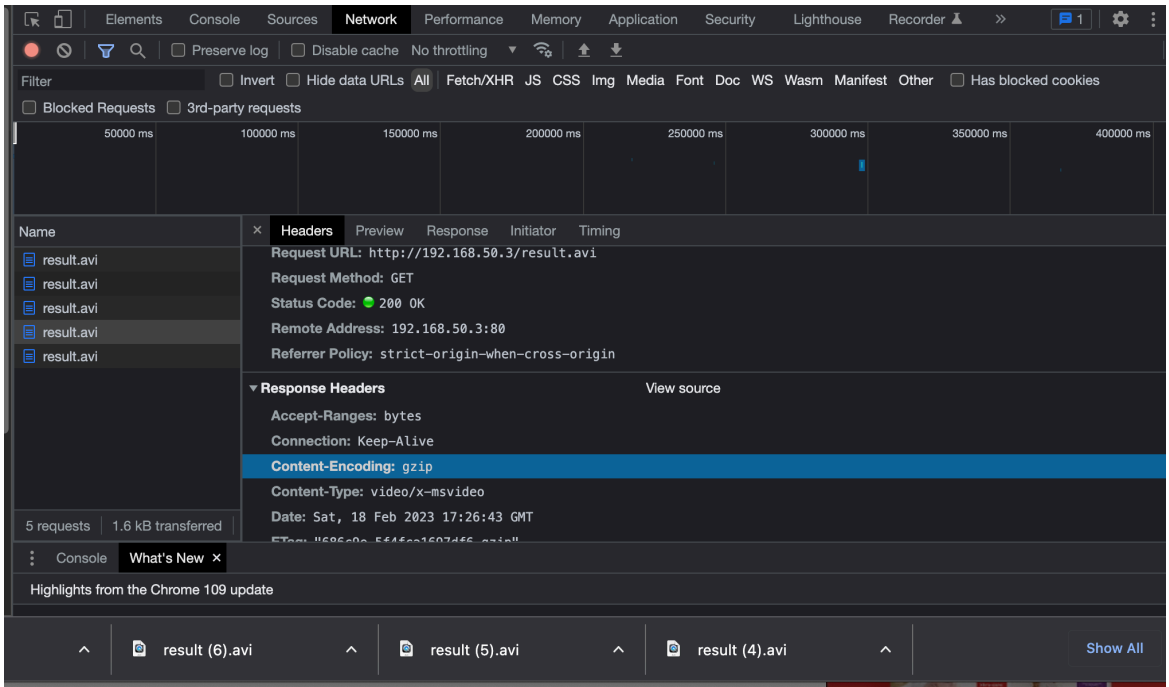 Elements Console Sources Network Performance Memory Application Security Lighthouse Recorder » 1
Preserve log Disable cache No throttling
Filter Invert Hide data URLs All Fetch/XHR JS CSS Img Media Font Doc WS Wasm Manifest Other Has blocked cookies
Blocked Requests 3rd-party requests
50000 ms 100000 ms 150000 ms 200000 ms 250000 ms 300000 ms 350000 ms 400000 ms
Name × Headers Preview Response Initiator Timing
result.avi
result.avi
result.avi
result.avi
result.avi
Request URL: http://192.168.50.3/result.avi
Request Method: GET
Status Code: 200 OK
Remote Address: 192.168.50.3:80
Referrer Policy: strict-origin-when-cross-origin
Response Headers View source
Accept-Ranges: bytes
Connection: Keep-Alive
Content-Encoding: gzip
Content-Type: video/x-msvideo
Date: Sat, 18 Feb 2023 17:26:43 GMT
ETag:
5 requests 1.6 kB transferred
Console What's New ×
Highlights from the Chrome 109 update
result (6).avi result (5).avi result (4).avi Show All